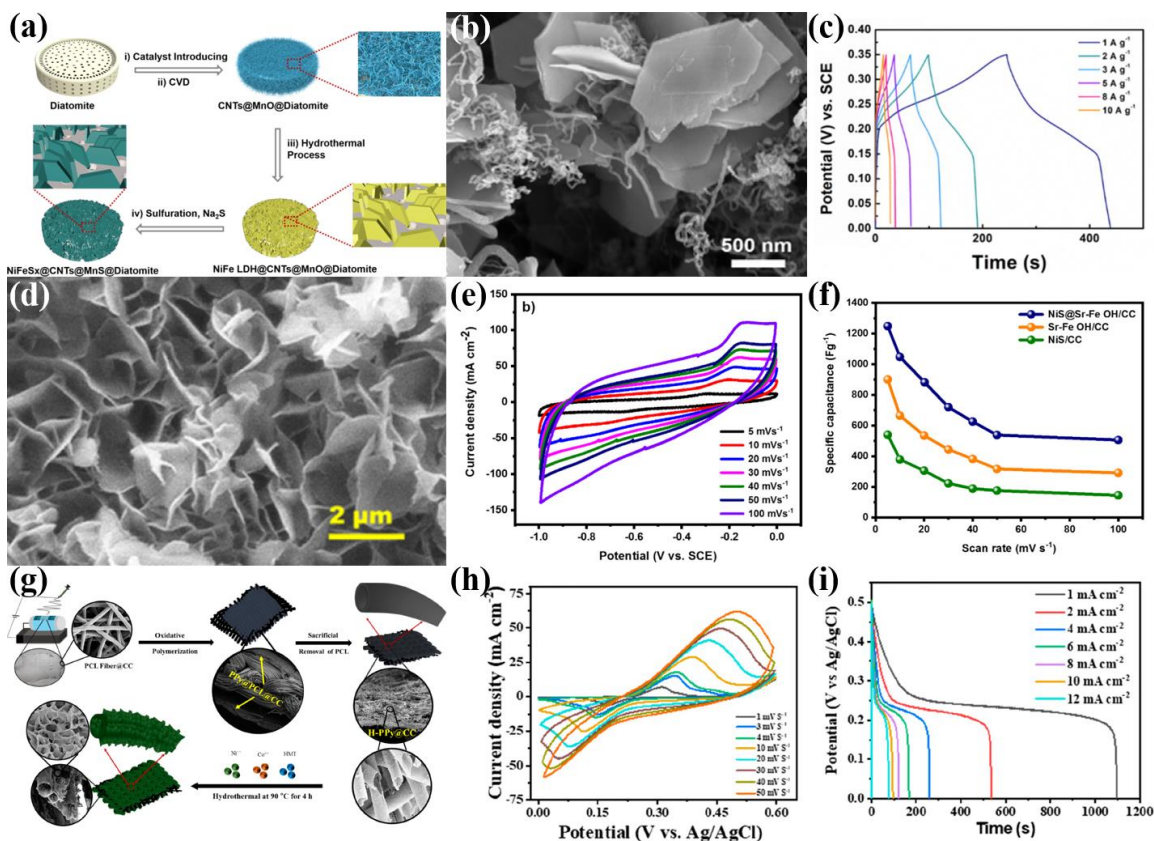 (a)
i) Catalyst Introducing
ii) CVD
Diatomite
CNTs@MnO@Diatomite
iii) Hydrothermal
Process
iv) Sulfuration, Na₂S
NiFeSx@CNTs@MnS@Diatomite
NiFe LDH@CNTs@MnO@Diatomite
(b)
500 nm
(c)
Potential (V) vs. SCE
0.40
0.35
0.30
0.25
0.20
0.15
0.10
0.05
0.00
0
200
400
Time (s)
1 A g⁻¹
2 A g⁻¹
3 A g⁻¹
5 A g⁻¹
8 A g⁻¹
10 A g⁻¹
(d)
2 μm
(e)
b)
Current density (mA cm⁻²)
100
50
0
-50
-100
-150
-1.0
-0.8
-0.6
-0.4
-0.2
0.0
Potential (V vs. SCE)
5 mVs⁻¹
10 mVs⁻¹
20 mVs⁻¹
30 mVs⁻¹
40 mVs⁻¹
50 mVs⁻¹
100 mVs⁻¹
(f)
Specific capacitance (Fg⁻¹)
1400
1200
1000
800
600
400
200
0
0
20
40
60
80
100
Scan rate (mV s⁻¹)
NiS@Sr-Fe OH/CC
Sr-Fe OH/CC
NiS/CC
(g)
PCL Fiber@CC
Oxidative
Polymerization
PPy@PCL@CC
Sacrificial
Removal of PCL
H-PPy@CC
HMT
Hydrothermal at 90 °C for 4 h
(h)
Current density (mA cm⁻²)
75
50
25
0
-25
-50
-75
0.00
0.15
0.30
0.45
0.60
Potential (V vs. Ag/AgCl)
1 mV S⁻¹
3 mV S⁻¹
4 mV S⁻¹
10 mV S⁻¹
20 mV S⁻¹
30 mV S⁻¹
40 mV S⁻¹
50 mV S⁻¹
(i)
Potential (V vs Ag/AgCl)
0.5
0.4
0.3
0.2
0.1
0.0
0
200
400
600
800
1000
1200
Time (s)
1 mA cm⁻²
2 mA cm⁻²
4 mA cm⁻²
6 mA cm⁻²
8 mA cm⁻²
10 mA cm⁻²
12 mA cm⁻²